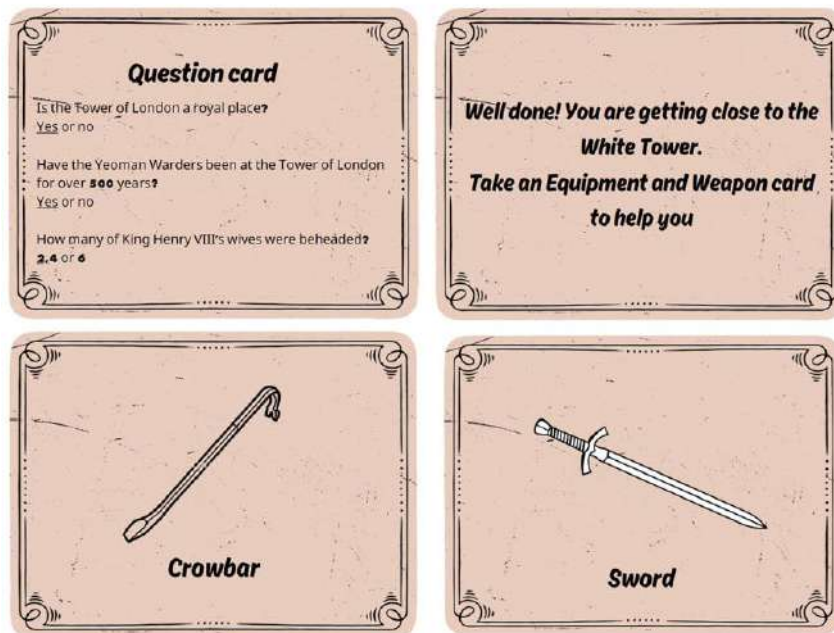 Question card
Is the Tower of London a royal place?
Yes or no
Have the Yeoman Warders been at the Tower of London
for over 500 years?
Yes or no
How many of King Henry VIII's wives were beheaded?
2,4 or 6
Well done! You are getting close to the
White Tower.
Take an Equipment and Weapon card
to help you
Crowbar
Sword